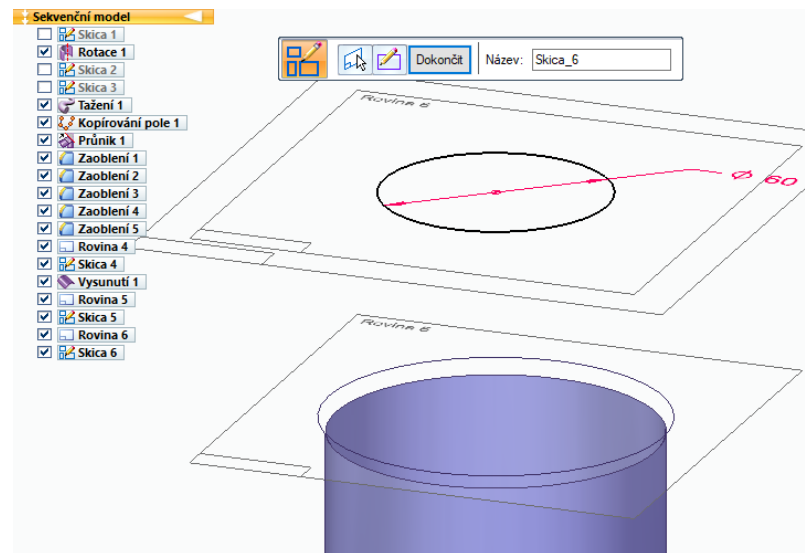 Sekvenční model
Skica 1
Rotace 1
Skica 2
Skica 3
Tažení 1
Kopírování pole 1
Průnik 1
Zaoblení 1
Zaoblení 2
Zaoblení 3
Zaoblení 4
Zaoblení 5
Rovina 4
Skica 4
Vysunutí 1
Rovina 5
Skica 5
Rovina 6
Skica 6
Dokončit Název: Skica_6
Rovina 6
Ø 60
Rovina 6